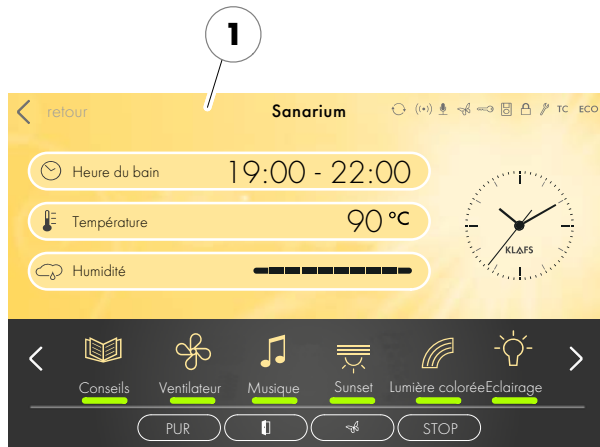 1
retour Sanarium TC ECO
Heure du bain 19:00 - 22:00
Température 90 °C
KLAFS
Humidité
Conseils Ventilateur Musique Sunset Lumière colorée Eclairage
PUR STOP